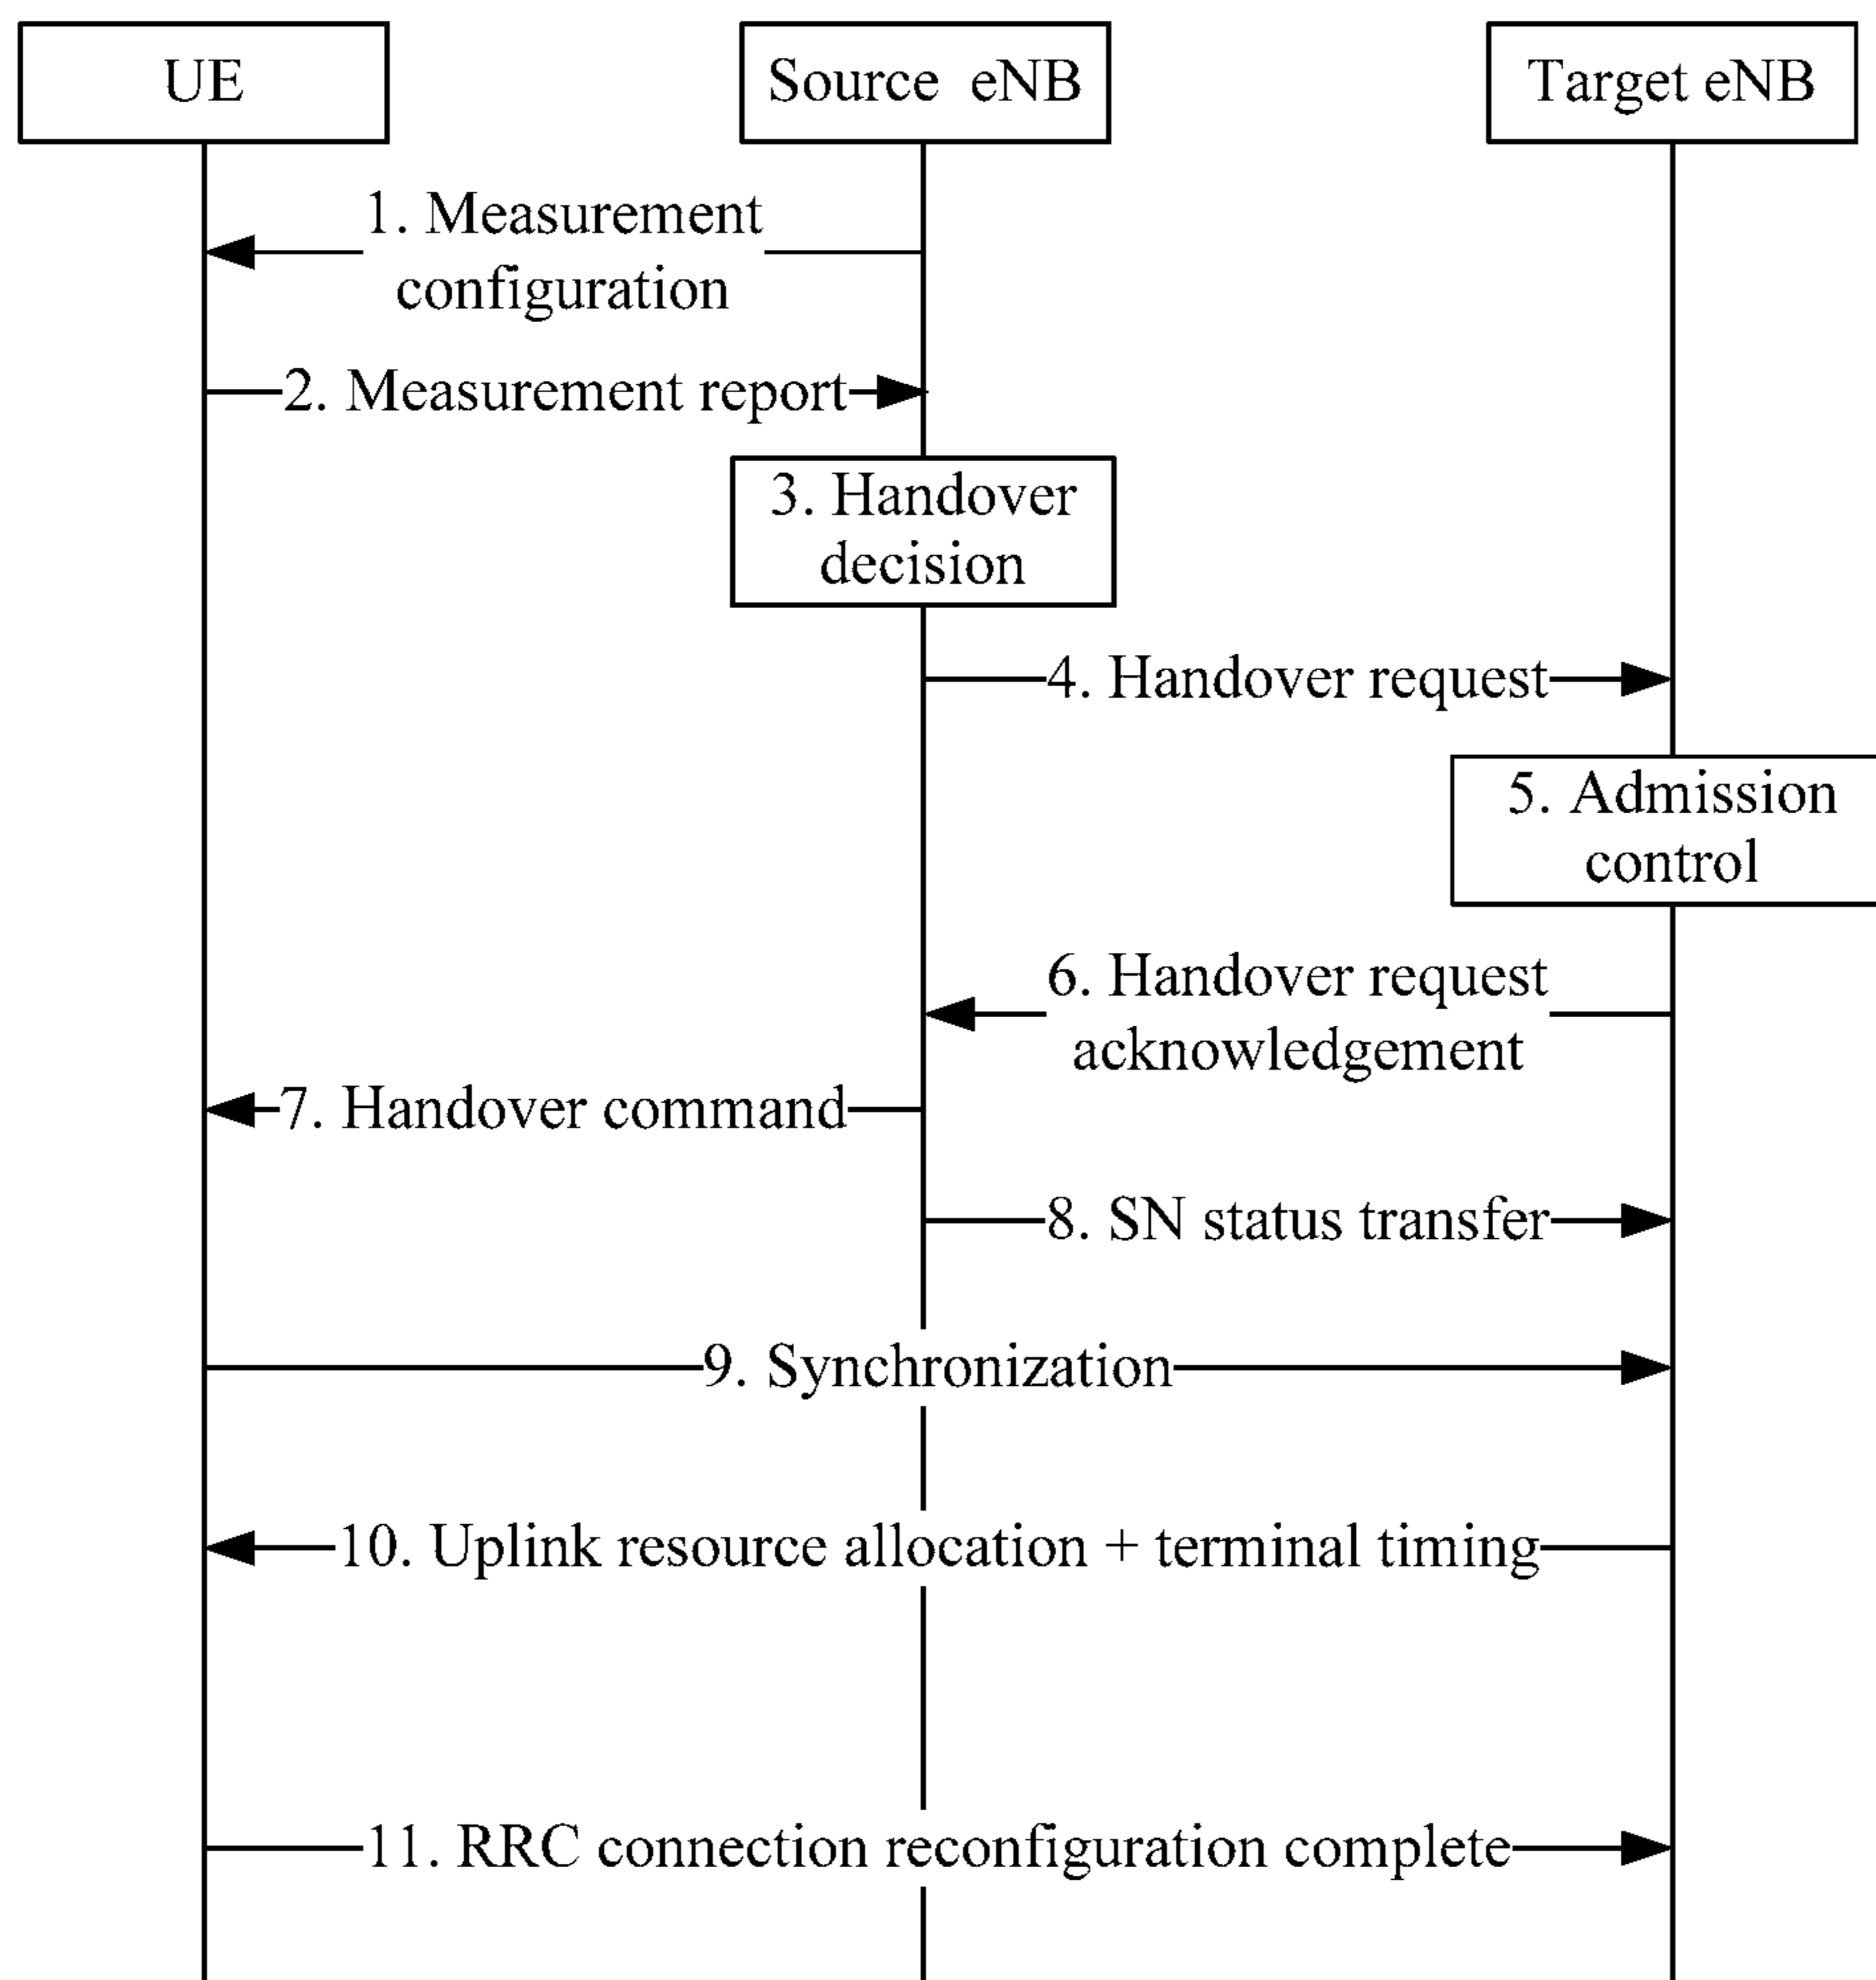 UE
Source eNB
Target eNB
1. Measurement
configuration
2. Measurement report
3. Handover
decision
4. Handover request
5. Admission
control
6. Handover request
acknowledgement
7. Handover command
8. SN status transfer
9. Synchronization
10. Uplink resource allocation + terminal timing
11. RRC connection reconfiguration complete